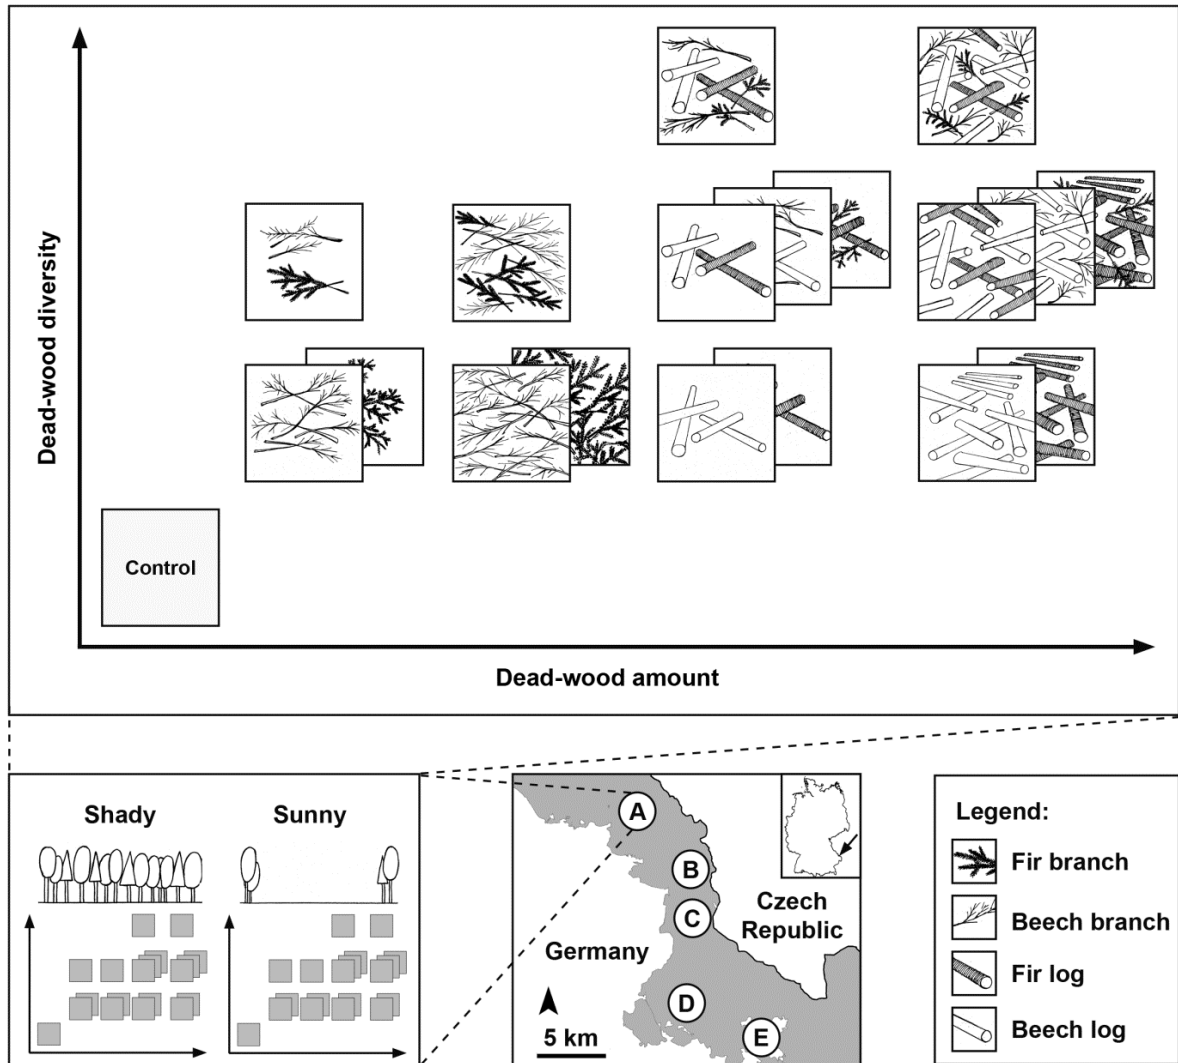 Dead-wood diversity
Control
Dead-wood amount
Shady
Sunny
A
B
C
D
E
Germany
Czech
Republic
5 km
Legend:
Fir branch
Beech branch
Fir log
Beech log